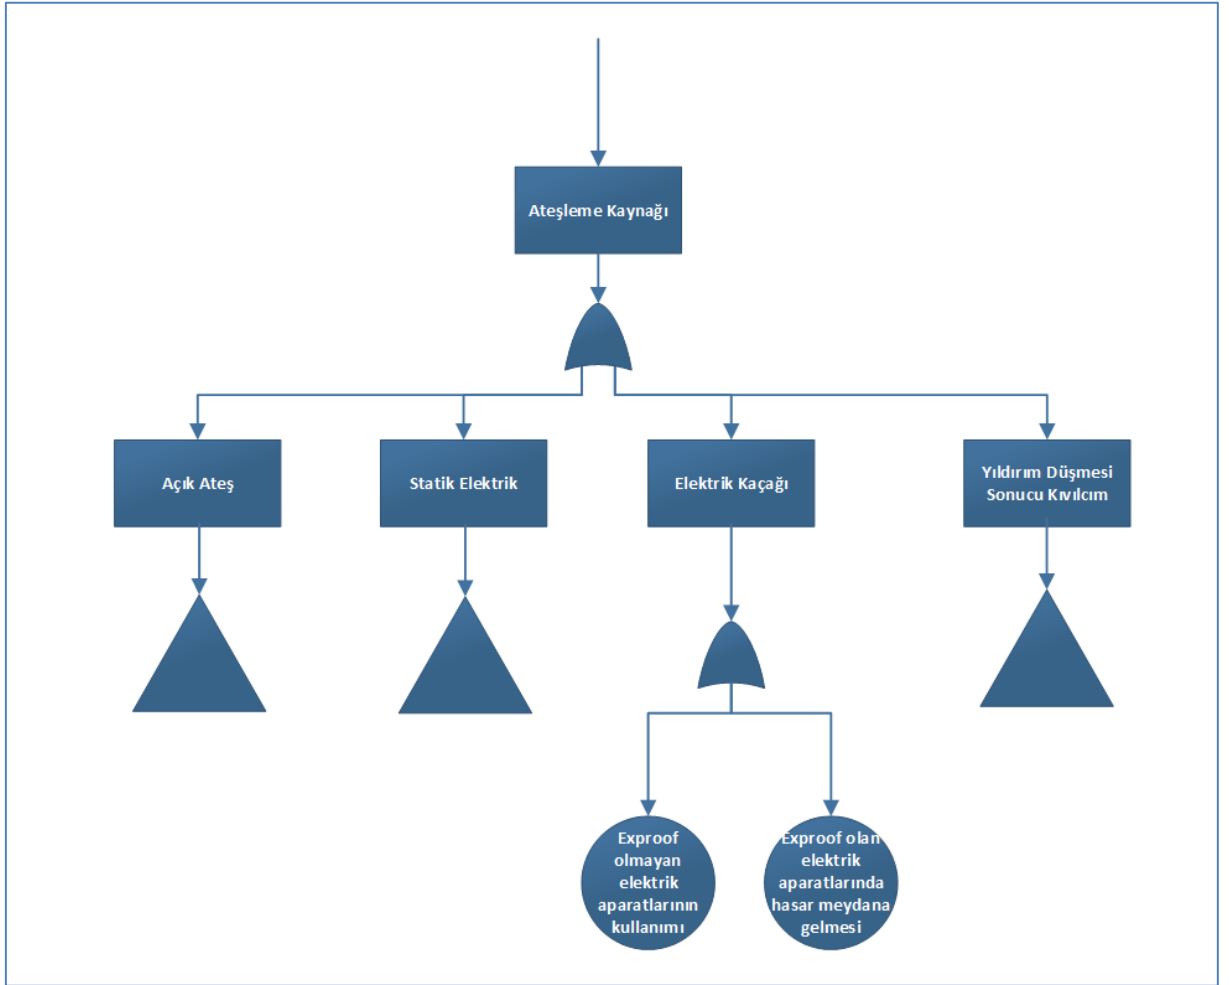 Ateşleme Kaynağı
Açık Ateş
Statik Elektrik
Elektrik Kaçağı
Yıldırım Düşmesi
Sonucu Kıvılcım
Exproof
olmayan
elektrik
aparatlarının
kullanımı
Exproof olan
elektrik
aparatlarında
hasar meydana
gelmesi